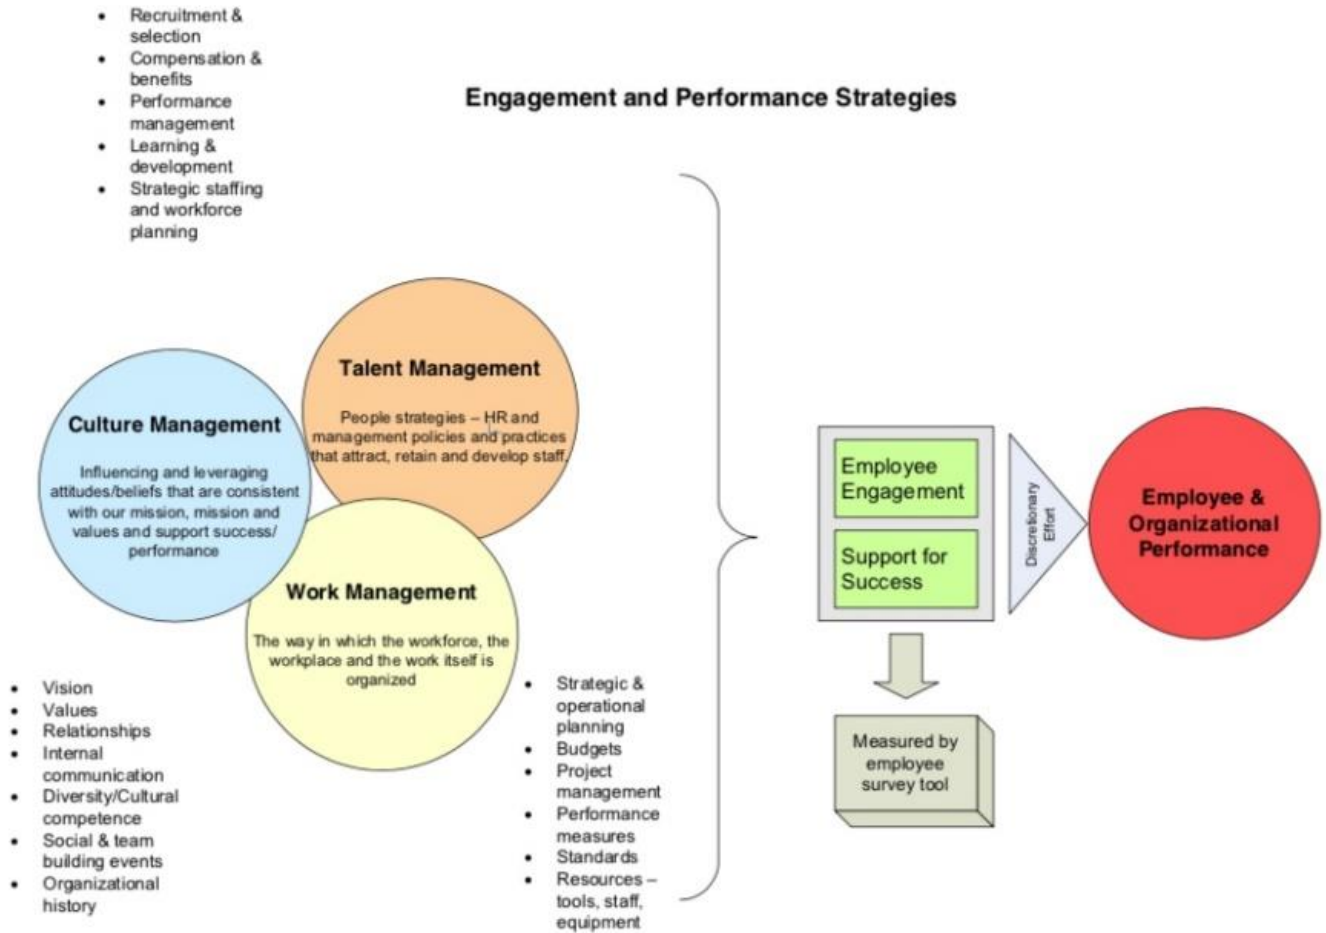 • Recruitment &
selection
• Compensation &
benefits
• Performance
management
• Learning &
development
• Strategic staffing
and workforce
planning
Engagement and Performance Strategies
Talent Management
People strategies – HR and
management policies and practices
that attract, retain and develop staff.
Culture Management
Influencing and leveraging
attitudes/beliefs that are consistent
with our mission, mission and
values and support success/
performance
Work Management
The way in which the workforce, the
workplace and the work itself is
organized
• Vision
• Values
• Relationships
• Internal
communication
• Diversity/Cultural
competence
• Social & team
building events
• Organizational
history
• Strategic &
operational
planning
• Budgets
• Project
management
• Performance
measures
• Standards
• Resources –
tools, staff,
equipment
Employee
Engagement
Support for
Success
Discretionary
Effort
Employee &
Organizational
Performance
Measured by
employee
survey tool